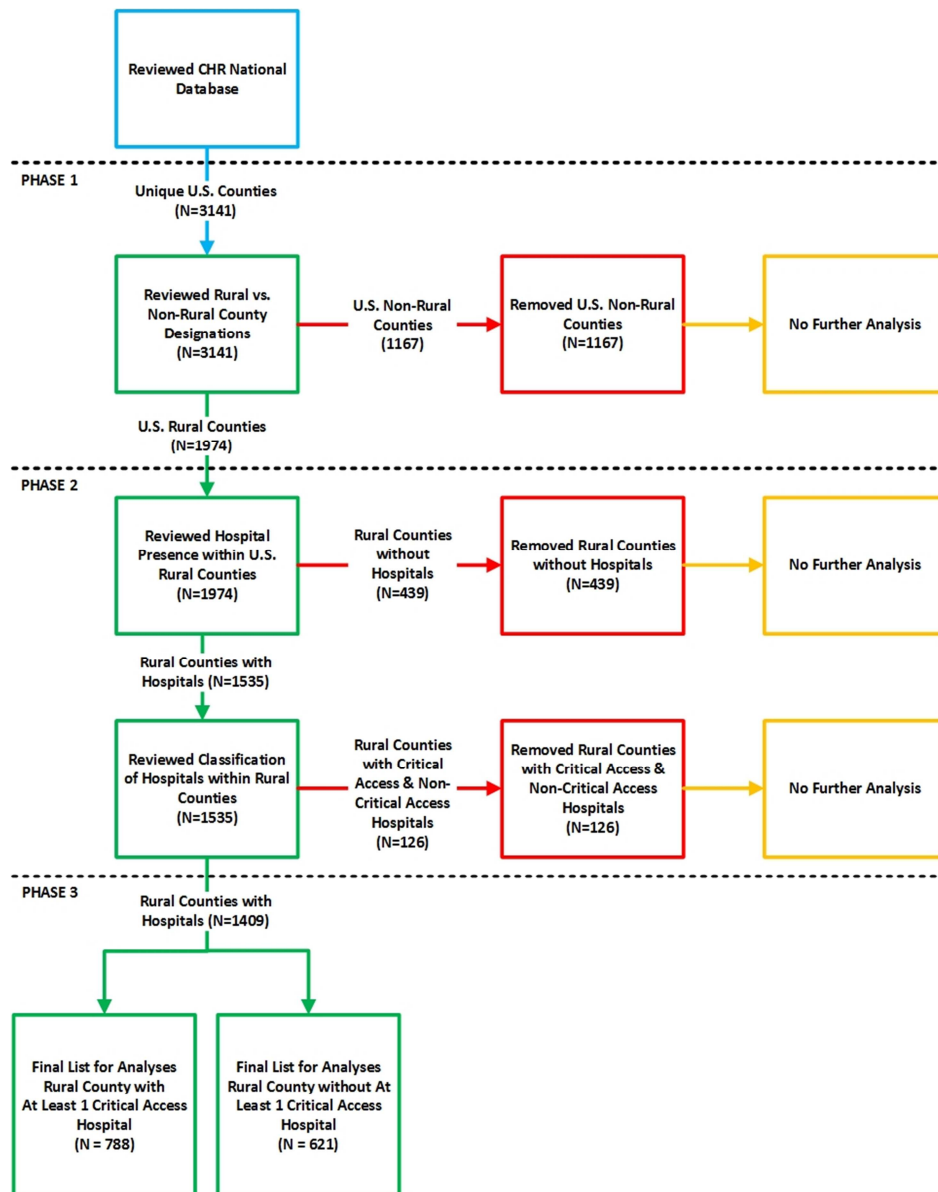 Reviewed CHR National
Database
PHASE 1
Unique U.S. Counties
(N=3141)
Reviewed Rural vs.
Non-Rural County
Designations
(N=3141)
U.S. Non-Rural
Counties
(1167)
Removed U.S. Non-Rural
Counties
(N=1167)
No Further Analysis
U.S. Rural Counties
(N=1974)
PHASE 2
Reviewed Hospital
Presence within U.S.
Rural Counties
(N=1974)
Rural Counties
without
Hospitals
(N=439)
Removed Rural Counties
without Hospitals
(N=439)
No Further Analysis
Rural Counties with
Hospitals (N=1535)
Reviewed Classification
of Hospitals within Rural
Counties
(N=1535)
Rural Counties
with Critical
Access & Non-
Critical Access
Hospitals
(N=126)
Removed Rural Counties
with Critical Access &
Non-Critical Access
Hospitals
(N=126)
No Further Analysis
PHASE 3
Rural Counties with
Hospitals (N=1409)
Final List for Analyses
Rural County with
At Least 1 Critical Access
Hospital
(N = 788)
Final List for Analyses
Rural County without At
Least 1 Critical Access
Hospital
(N = 621)